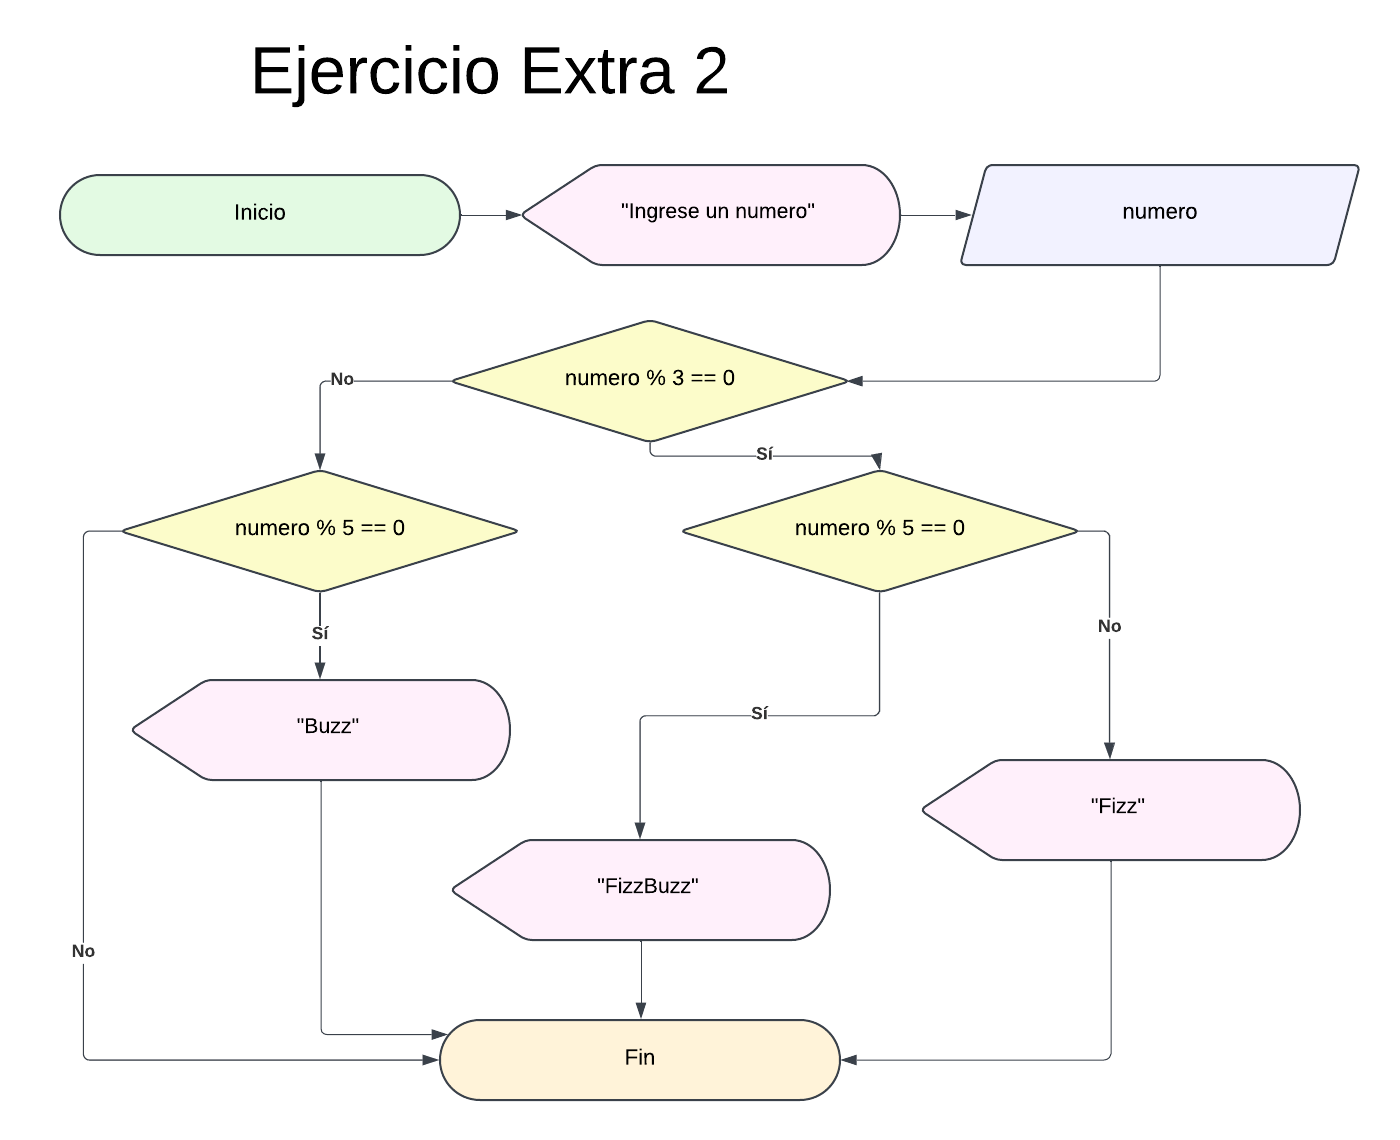 Ejercicio Extra 2
Inicio
"Ingrese un numero"
numero
numero % 3 == 0
No
Sí
numero % 5 == 0
numero % 5 == 0
Sí
No
Sí
"Buzz"
"Fizz"
"FizzBuzz"
No
Fin